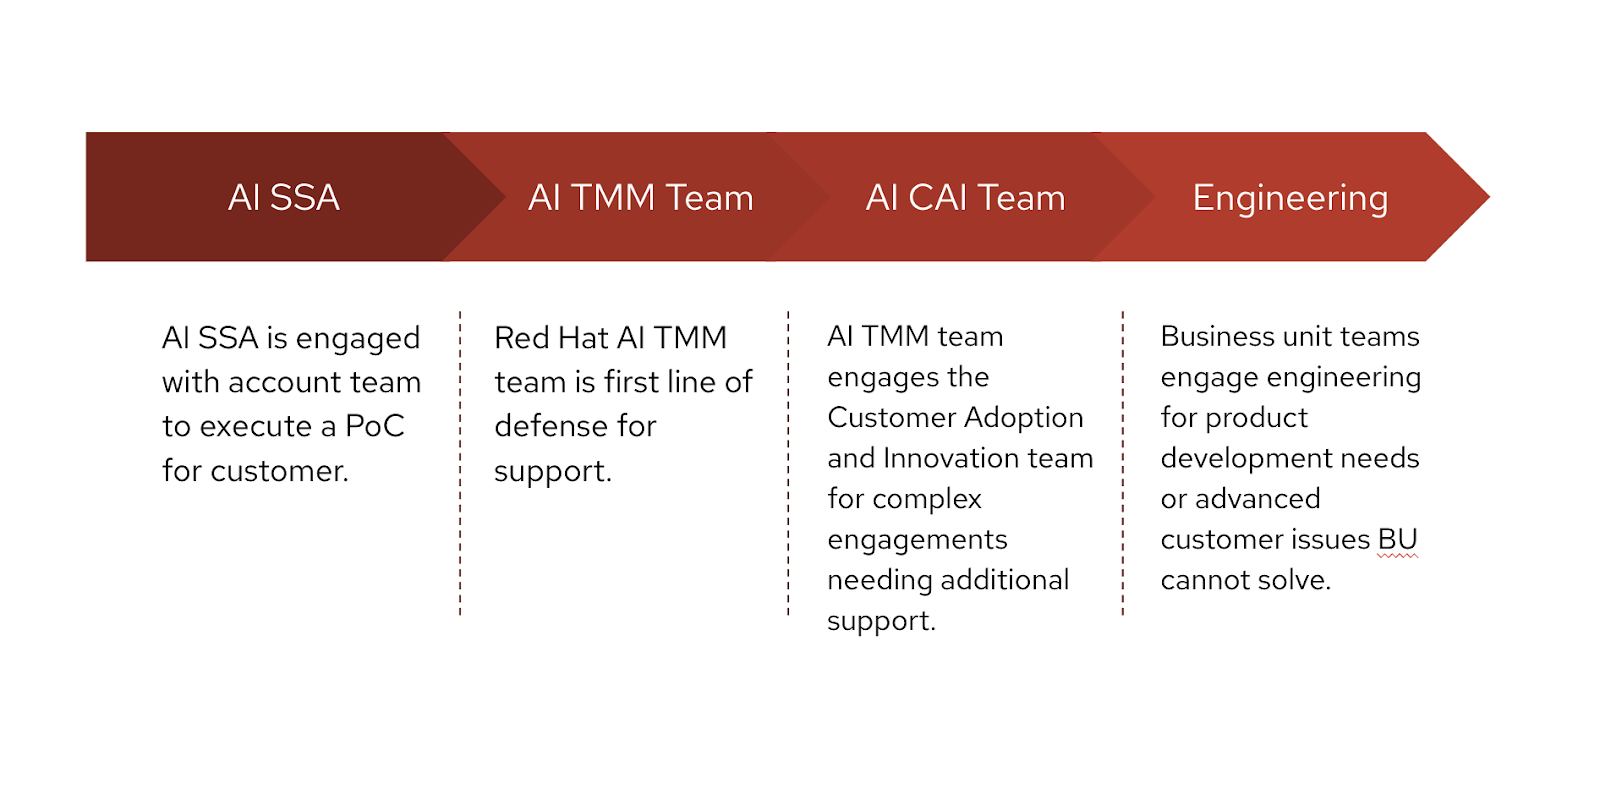 AI SSA
AI TMM Team
AI CAI Team
Engineering
AI SSA is engaged
with account team
to execute a PoC
for customer.
Red Hat AI TMM
team is first line of
defense for
support.
AI TMM team
engages the
Customer Adoption
and Innovation team
for complex
engagements
needing additional
support.
Business unit teams
engage engineering
for product
development needs
or advanced
customer issues BU
cannot solve.